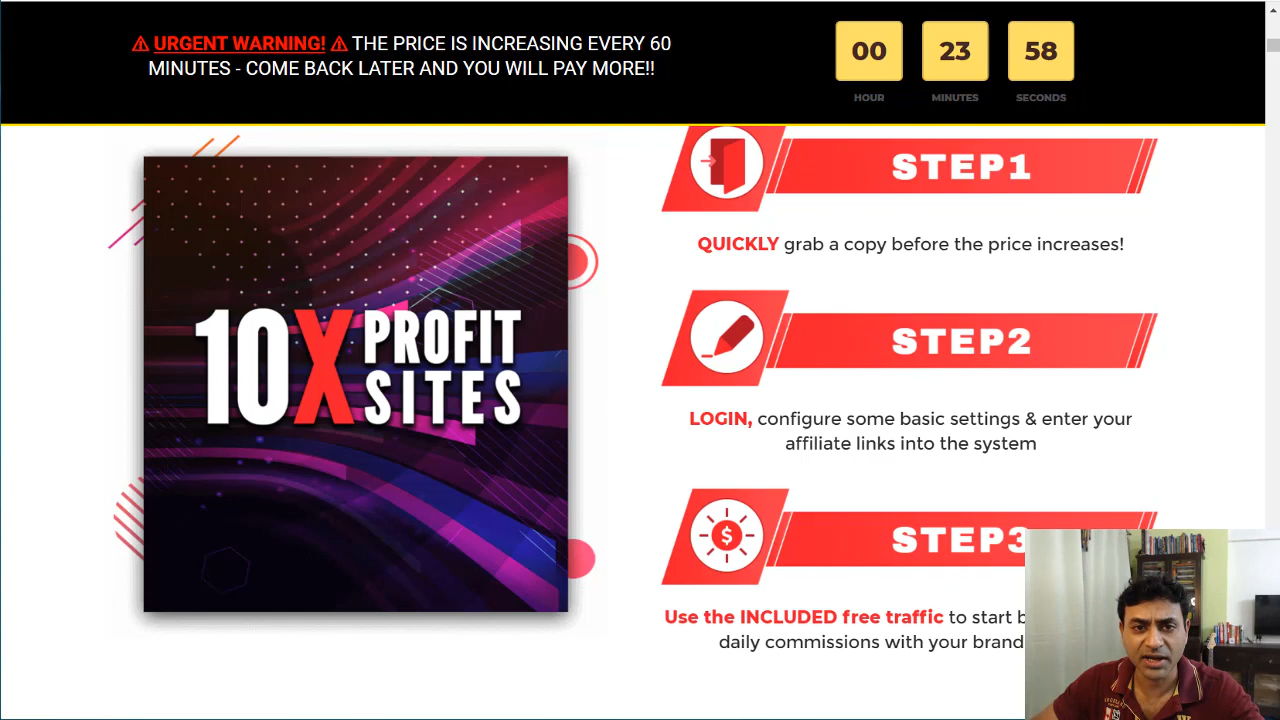 ⚠ URGENT WARNING! ⚠ THE PRICE IS INCREASING EVERY 60
MINUTES - COME BACK LATER AND YOU WILL PAY MORE!!
00 23 58
HOUR MINUTES SECONDS
10X PROFIT
SITES
STEP1
QUICKLY grab a copy before the price increases!
STEP2
LOGIN, configure some basic settings & enter your
affiliate links into the system
STEP3
$
Use the INCLUDED free traffic to start
daily commissions with your brand